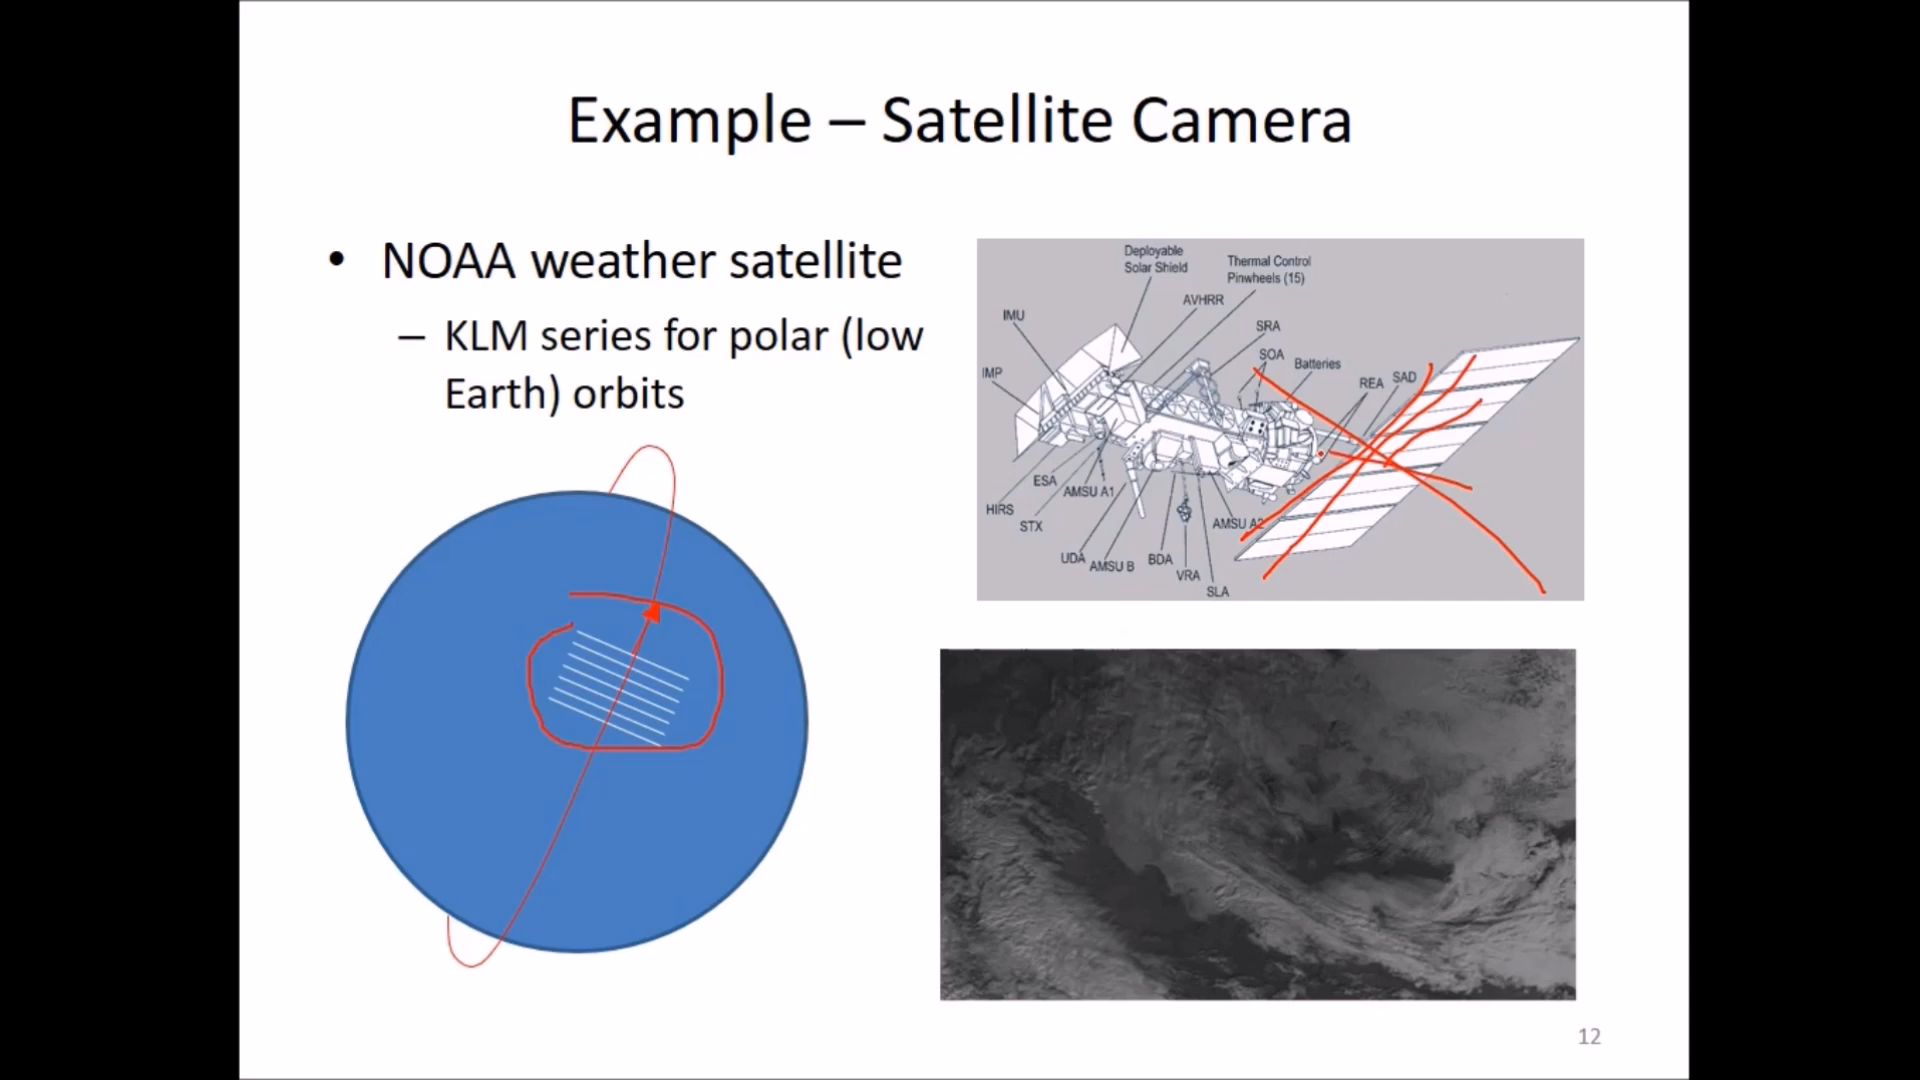 Example – Satellite Camera
• NOAA weather satellite
– KLM series for polar (low
Earth) orbits
Deployable
Solar Shield
Thermal Control
Pinwheels (15)
AVHRR
IMU
SRA
SOA
Batteries
IMP
REA
SAD
ESA
AMSU A1
HIRS
STX
AMSU A2
UDA
AMSU B
BDA
VRA
SLA
12